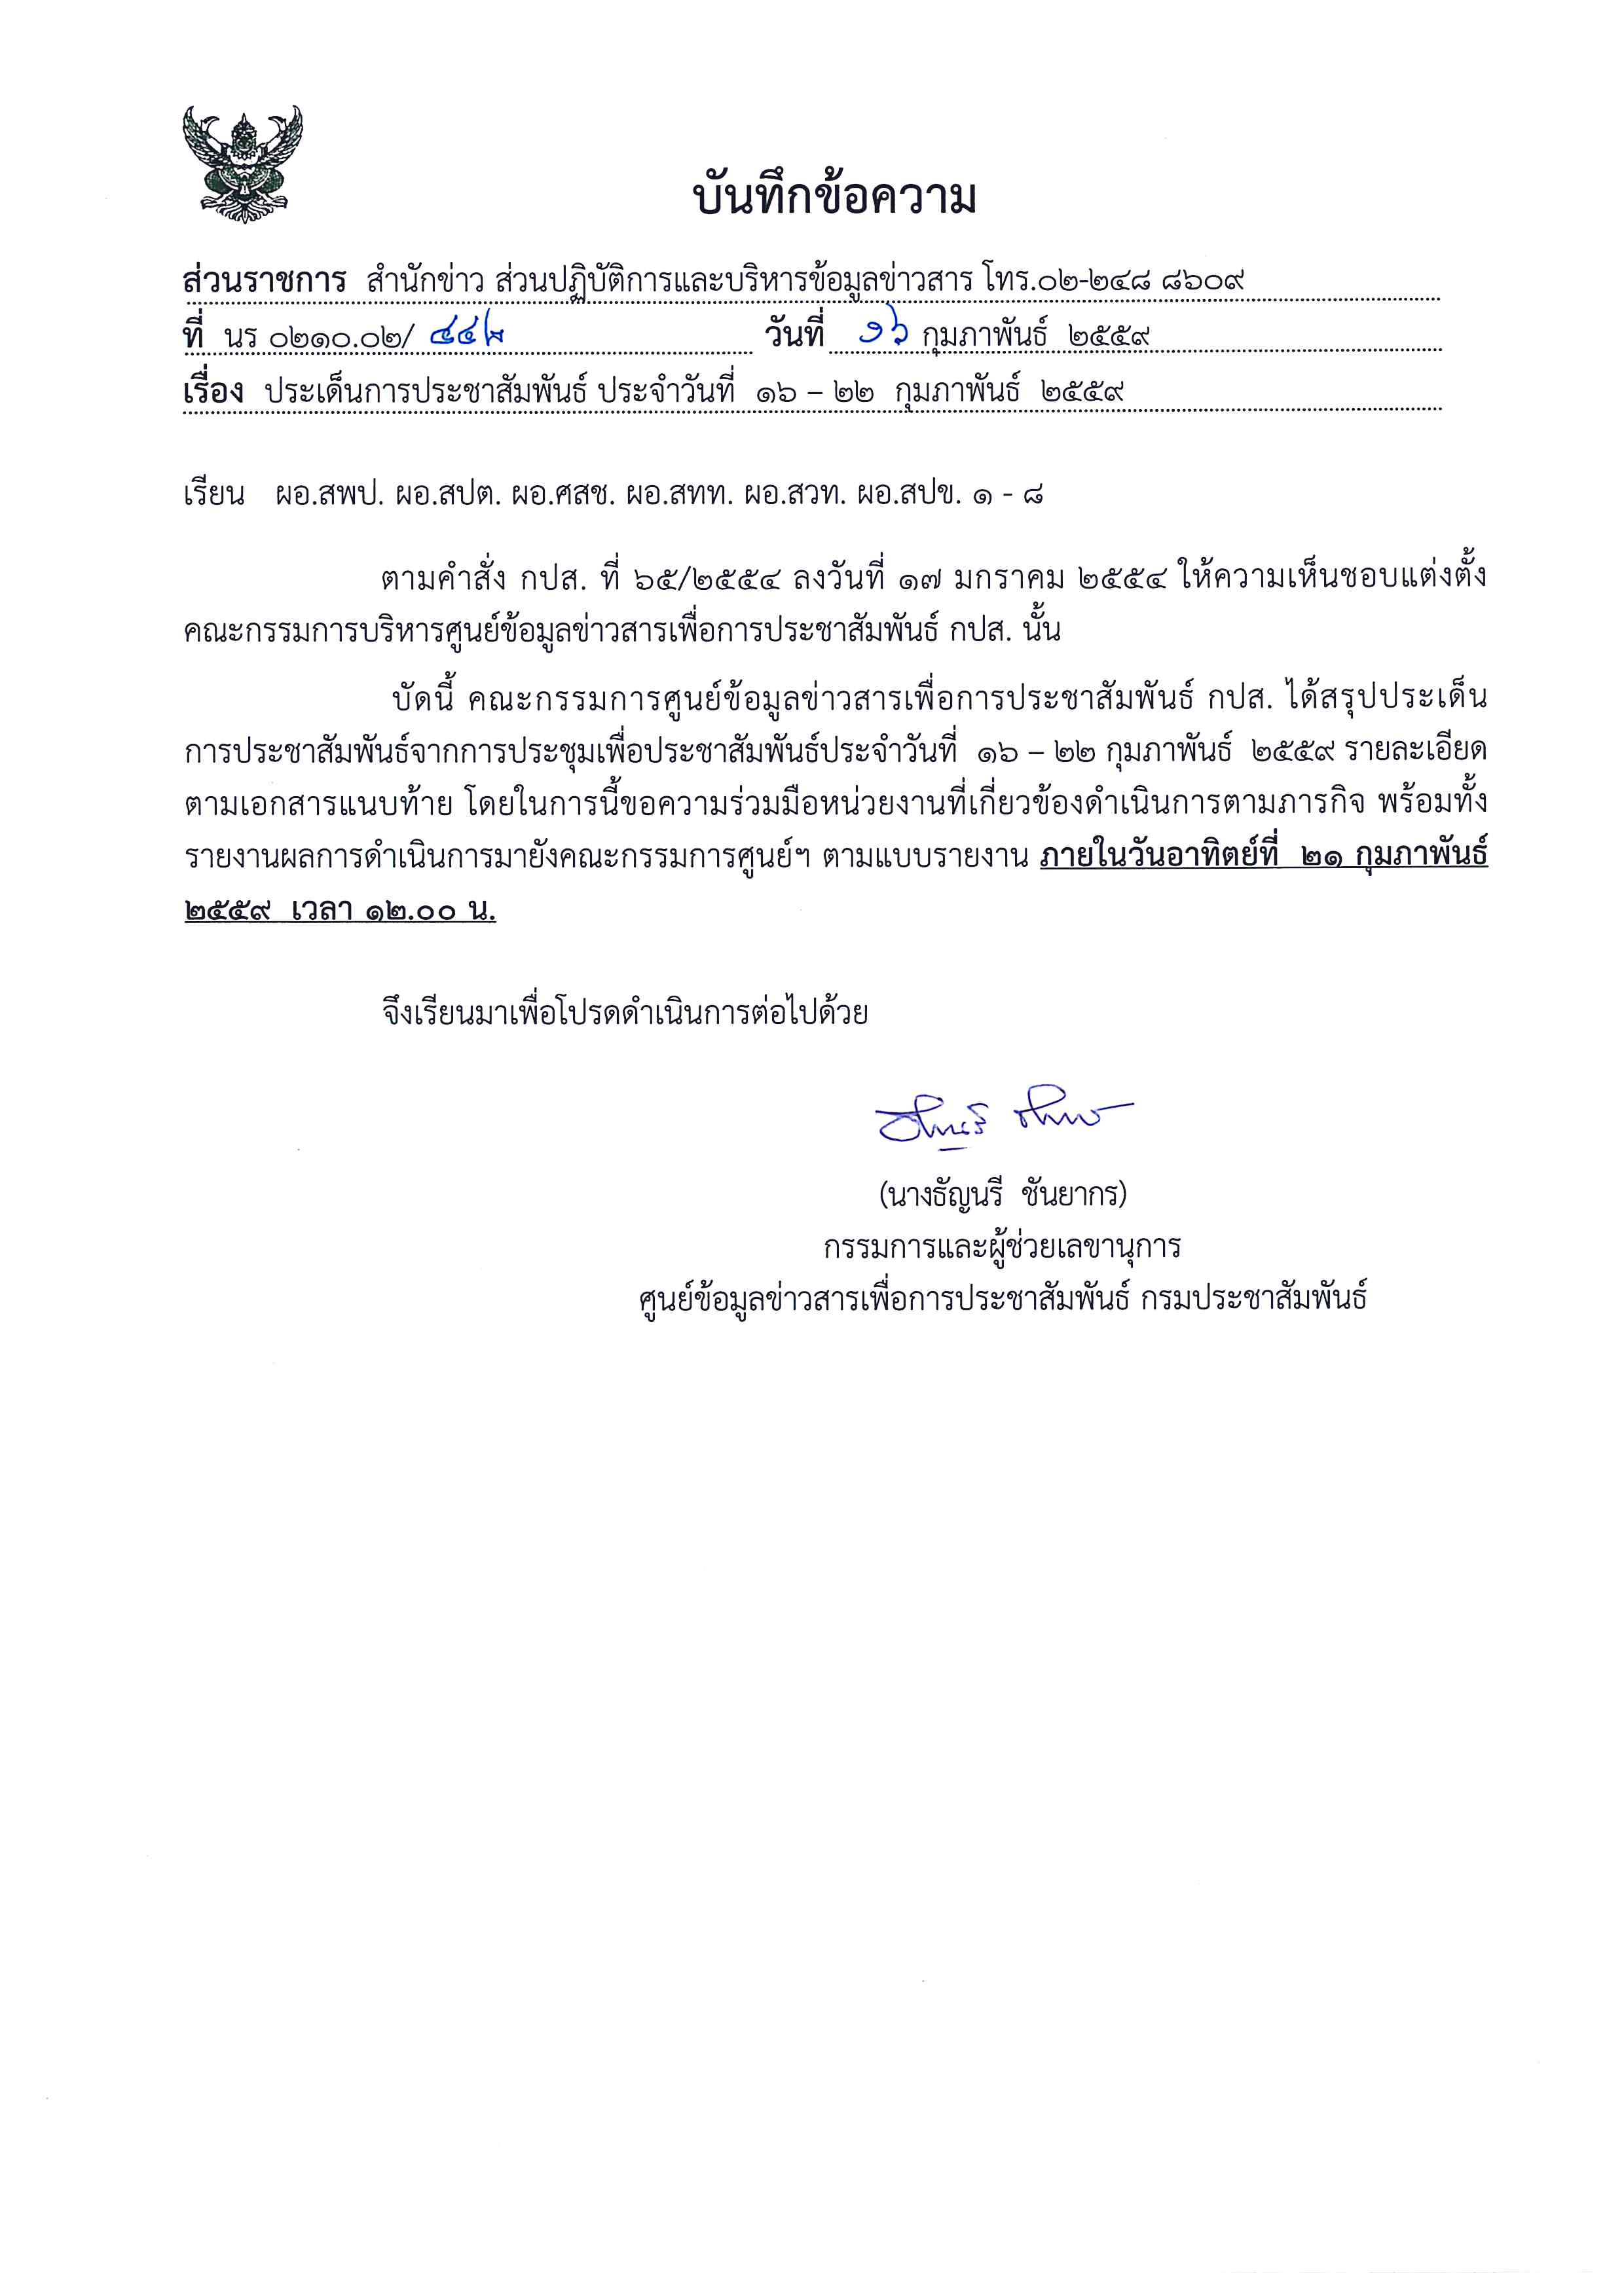 บันทึกข้อความ
ส่วนราชการ สำนักข่าว ส่วนปฏิบัติการและบริหารข้อมูลข่าวสาร โทร.๐๒-๒๔๘ ๘๖๐๙
ที่ นร ๐๒๑๐.๐๒/ ๔๔๒ วันที่ ๑๖ กุมภาพันธ์ ๒๕๕๙
เรื่อง ประเด็นการประชาสัมพันธ์ ประจำวันที่ ๑๖ – ๒๒ กุมภาพันธ์ ๒๕๕๙
เรียน ผอ.สพป. ผอ.สปต. ผอ.ศสช. ผอ.สทท. ผอ.สวท. ผอ.สปข. ๑ - ๘
ตามคำสั่ง กปส. ที่ ๖๕/๒๕๕๔ ลงวันที่ ๑๗ มกราคม ๒๕๕๔ ให้ความเห็นชอบแต่งตั้ง
คณะกรรมการบริหารศูนย์ข้อมูลข่าวสารเพื่อการประชาสัมพันธ์ กปส. นั้น
บัดนี้ คณะกรรมการศูนย์ข้อมูลข่าวสารเพื่อการประชาสัมพันธ์ กปส. ได้สรุปประเด็น
การประชาสัมพันธ์จากการประชุมเพื่อประชาสัมพันธ์ประจำวันที่ ๑๖ – ๒๒ กุมภาพันธ์ ๒๕๕๙ รายละเอียด
ตามเอกสารแนบท้าย โดยในการนี้ขอความร่วมมือหน่วยงานที่เกี่ยวข้องดำเนินการตามภารกิจ พร้อมทั้ง
รายงานผลการดำเนินการมายังคณะกรรมการศูนย์ฯ ตามแบบรายงาน ภายในวันอาทิตย์ที่ ๒๑ กุมภาพันธ์
๒๕๕๙ เวลา ๑๒.๐๐ น.
จึงเรียนมาเพื่อโปรดดำเนินการต่อไปด้วย
(นางธัญนรี ชันยากร)
กรรมการและผู้ช่วยเลขานุการ
ศูนย์ข้อมูลข่าวสารเพื่อการประชาสัมพันธ์ กรมประชาสัมพันธ์